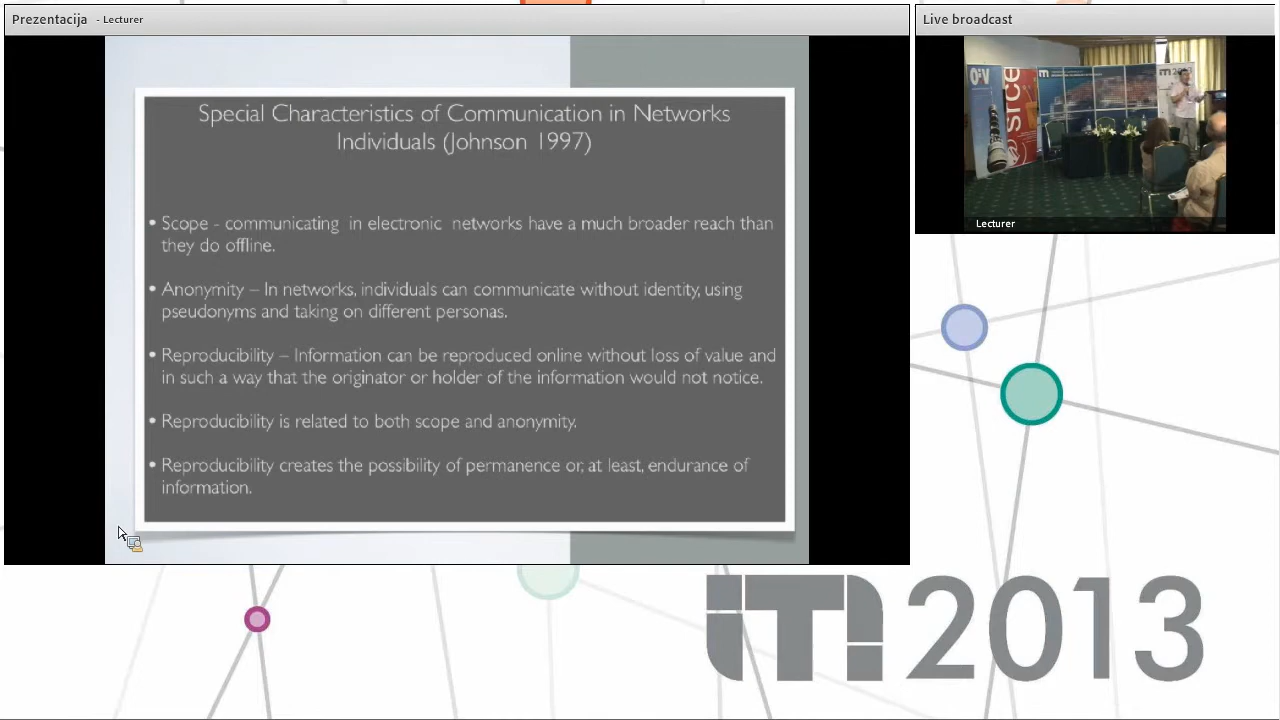 Prezentacija - Lecturer
Live broadcast
Special Characteristics of Communication in Networks
Individuals (Johnson 1997)
• Scope - communicating in electronic networks have a much broader reach than
they do offline.
• Anonymity – In networks, individuals can communicate without identity, using
pseudonyms and taking on different personas.
• Reproducibility – Information can be reproduced online without loss of value and
in such a way that the originator or holder of the information would not notice.
• Reproducibility is related to both scope and anonymity.
• Reproducibility creates the possibility of permanence or, at least, endurance of
information.
srce
Lecturer
iTi 2013